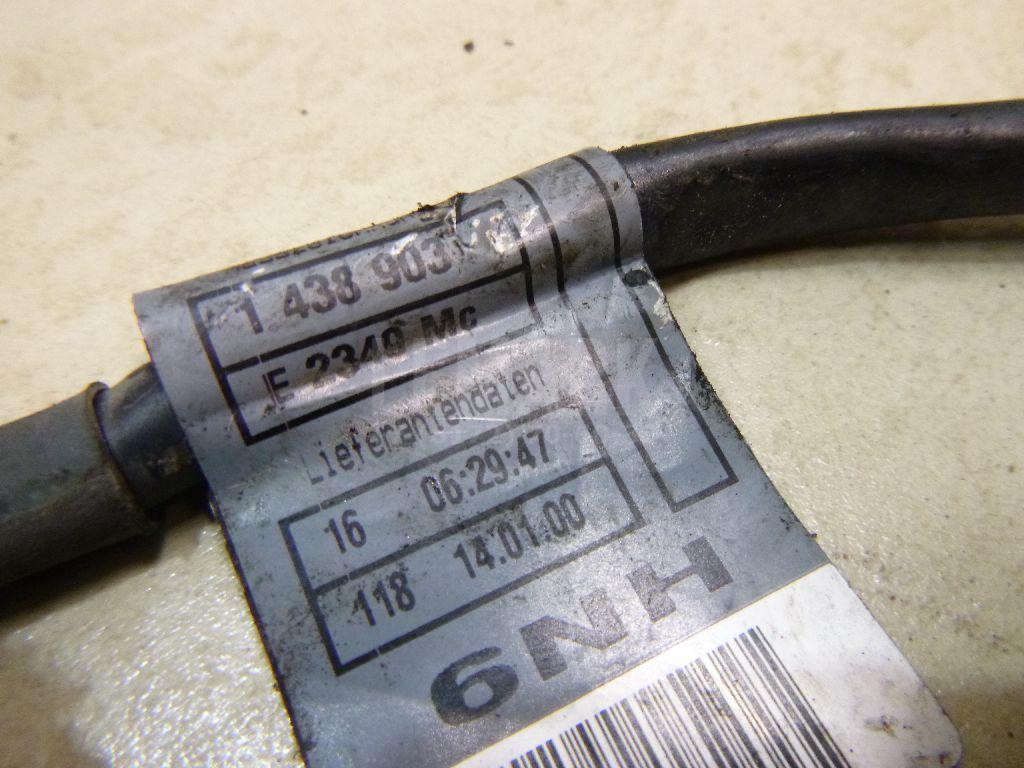 1 438 903
E 2349 Mc
Lieferantendaten
16 06:29:47
118 14.01.00
6NH